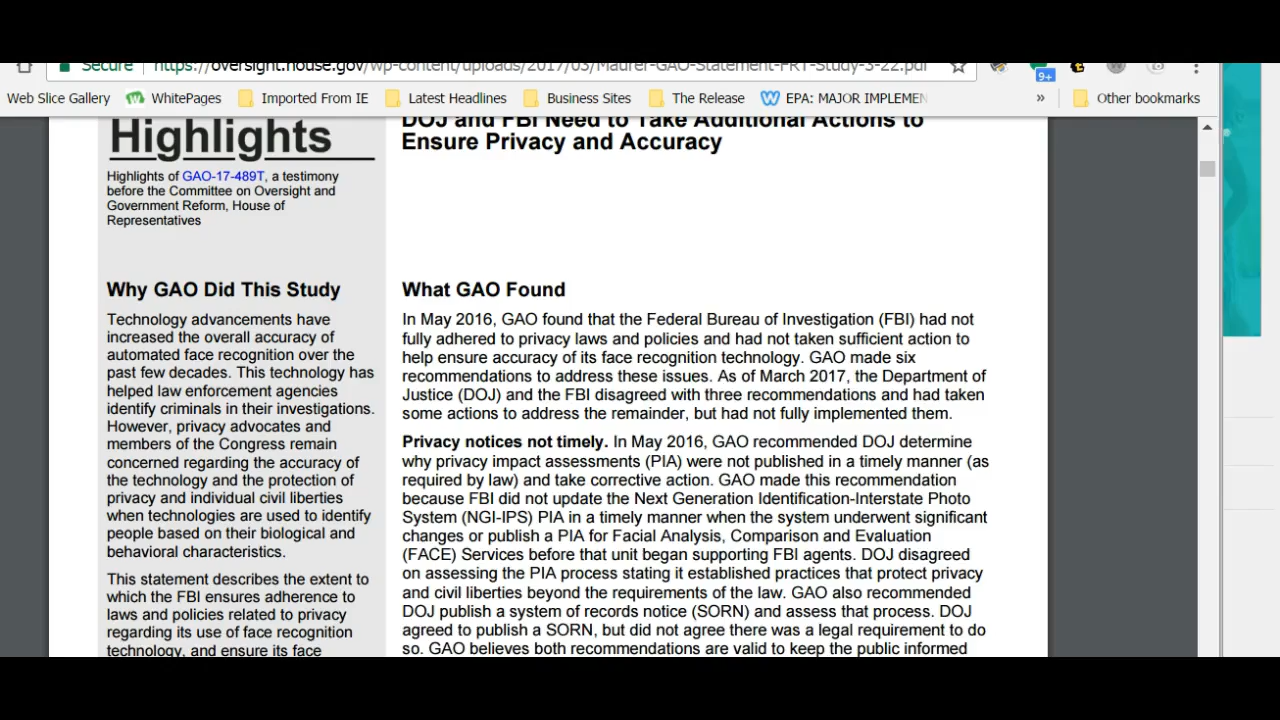 Secure https://oversight.house.gov/wp-content/uploads/2017/03/Maurer-GAO-Statement-FRT-Study-3-22.pdf
9+
Web Slice Gallery WhitePages Imported From IE Latest Headlines Business Sites The Release EPA: MAJOR IMPLEMEN » Other bookmarks
Highlights
Highlights of GAO-17-489T, a testimony
before the Committee on Oversight and
Government Reform, House of
Representatives
Why GAO Did This Study
Technology advancements have
increased the overall accuracy of
automated face recognition over the
past few decades. This technology has
helped law enforcement agencies
identify criminals in their investigations.
However, privacy advocates and
members of the Congress remain
concerned regarding the accuracy of
the technology and the protection of
privacy and individual civil liberties
when technologies are used to identify
people based on their biological and
behavioral characteristics.
This statement describes the extent to
which the FBI ensures adherence to
laws and policies related to privacy
regarding its use of face recognition
technology, and ensure its face
DOJ and FBI Need to Take Additional Actions to
Ensure Privacy and Accuracy
What GAO Found
In May 2016, GAO found that the Federal Bureau of Investigation (FBI) had not
fully adhered to privacy laws and policies and had not taken sufficient action to
help ensure accuracy of its face recognition technology. GAO made six
recommendations to address these issues. As of March 2017, the Department of
Justice (DOJ) and the FBI disagreed with three recommendations and had taken
some actions to address the remainder, but had not fully implemented them.
Privacy notices not timely. In May 2016, GAO recommended DOJ determine
why privacy impact assessments (PIA) were not published in a timely manner (as
required by law) and take corrective action. GAO made this recommendation
because FBI did not update the Next Generation Identification-Interstate Photo
System (NGI-IPS) PIA in a timely manner when the system underwent significant
changes or publish a PIA for Facial Analysis, Comparison and Evaluation
(FACE) Services before that unit began supporting FBI agents. DOJ disagreed
on assessing the PIA process stating it established practices that protect privacy
and civil liberties beyond the requirements of the law. GAO also recommended
DOJ publish a system of records notice (SORN) and assess that process. DOJ
agreed to publish a SORN, but did not agree there was a legal requirement to do
so. GAO believes both recommendations are valid to keep the public informed